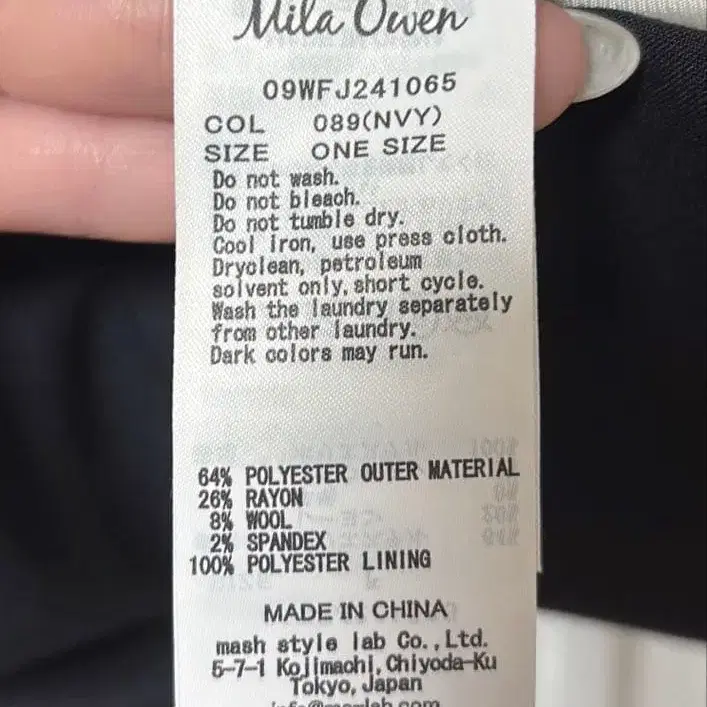 Mila Owen
09WFJ241065
COL 089(NVY)
SIZE ONE SIZE
Do not wash.
Do not bleach.
Do not tumble dry.
Cool iron, use press cloth.
Dryclean, petroleum
solvent only, short cycle.
Wash the laundry separately
from other laundry.
Dark colors may run.
64% POLYESTER OUTER MATERIAL
26% RAYON
8% WOOL
2% SPANDEX
100% POLYESTER LINING
MADE IN CHINA
mash style lab Co., Ltd.
5-7-1 Kojimachi, Chiyoda-Ku
Tokyo, Japan